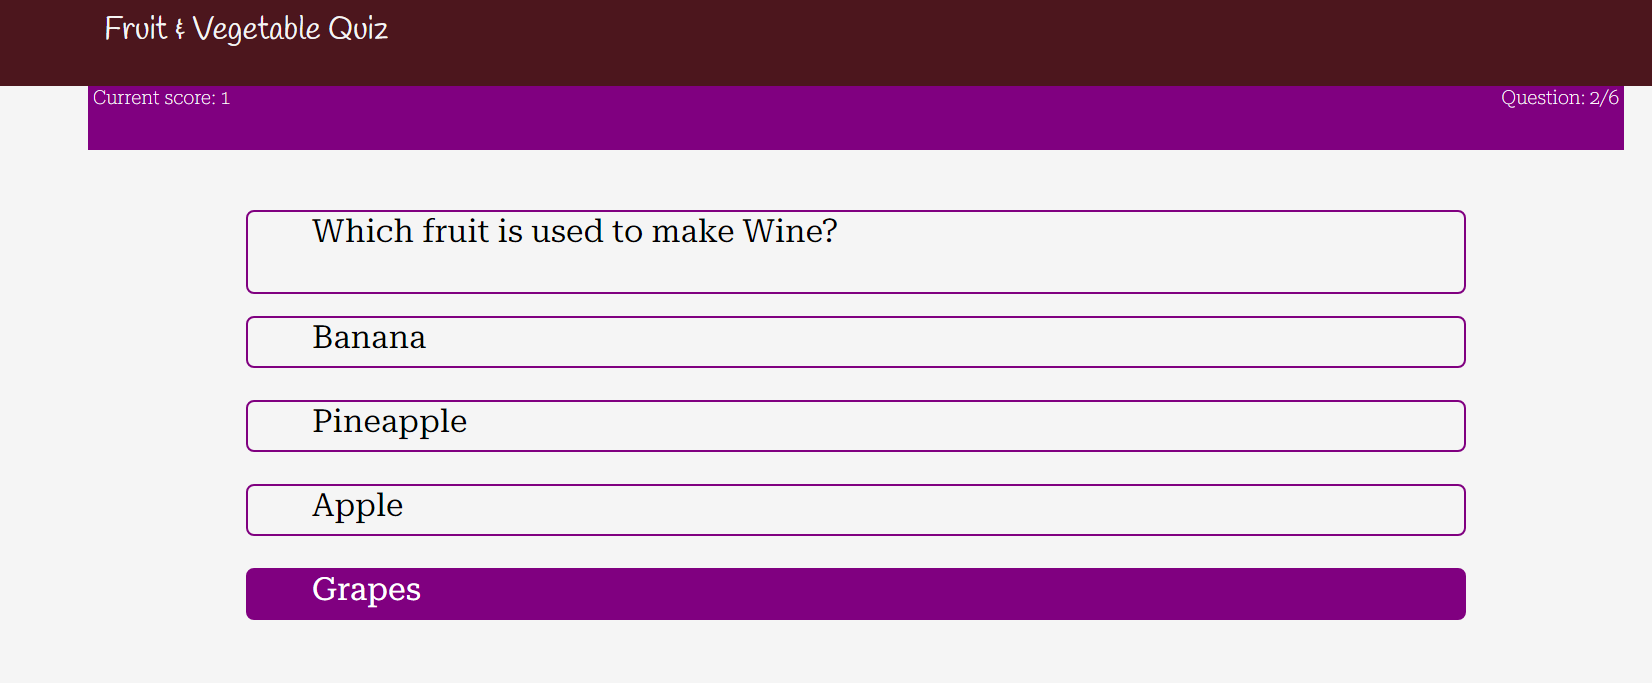 Fruit & Vegetable Quiz
Current score: 1
Question: 2/6
Which fruit is used to make Wine?
Banana
Pineapple
Apple
Grapes